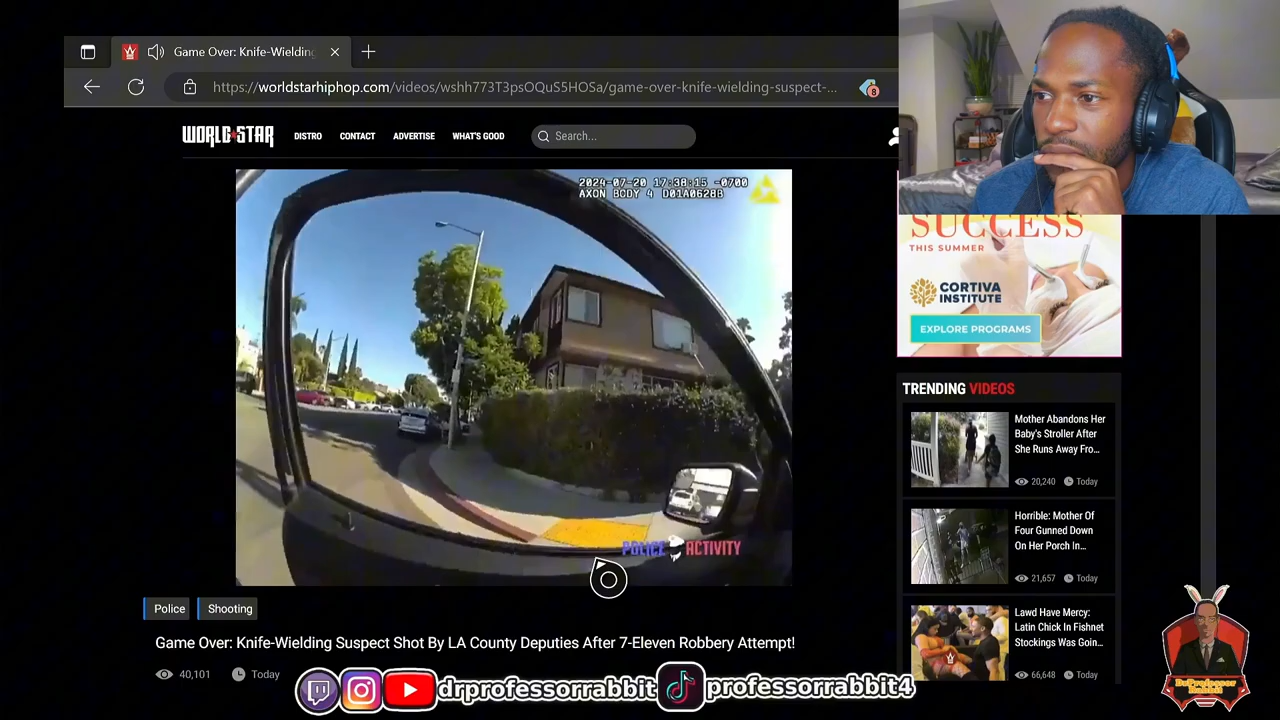 Game Over: Knife-Wielding
https://worldstarhiphop.com/videos/wshh773T3psOQuS5HOSa/game-over-knife-wielding-suspect-...
8
WORLD STAR
DISTRO
CONTACT
ADVERTISE
WHAT'S GOOD
Search...
2024-07-20 17:38:15 -0700
AXON BODY 4 D01A0628B
POLICE ACTIVITY
SUCCESS
THIS SUMMER
CORTIVA
INSTITUTE
EXPLORE PROGRAMS
TRENDING VIDEOS
Mother Abandons Her
Baby's Stroller After
She Runs Away Fro...
20,240 Today
Horrible: Mother Of
Four Gunned Down
On Her Porch In...
21,657 Today
Lawd Have Mercy:
Latin Chick In Fishnet
Stockings Was Goin...
66,648 Today
Police
Shooting
Game Over: Knife-Wielding Suspect Shot By LA County Deputies After 7-Eleven Robbery Attempt!
40,101 Today
drprofessorrabbit
professorrabbit4
DrProfessor
Rabbit